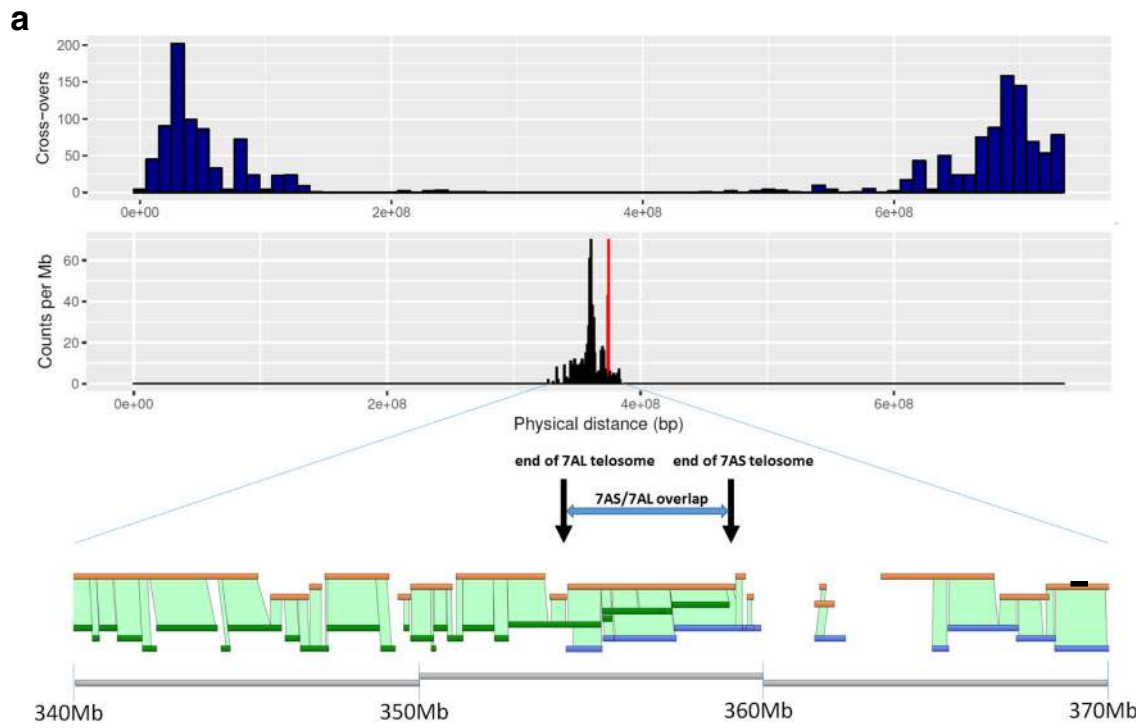 a
Cross-overs
200
150
100
50
0
0e+00 2e+08 4e+08 6e+08
Counts per Mb
60
40
20
0
0e+00 2e+08 4e+08 6e+08
Physical distance (bp)
end of 7AL telosome end of 7AS telosome
7AS/7AL overlap
340Mb 350Mb 360Mb 370Mb